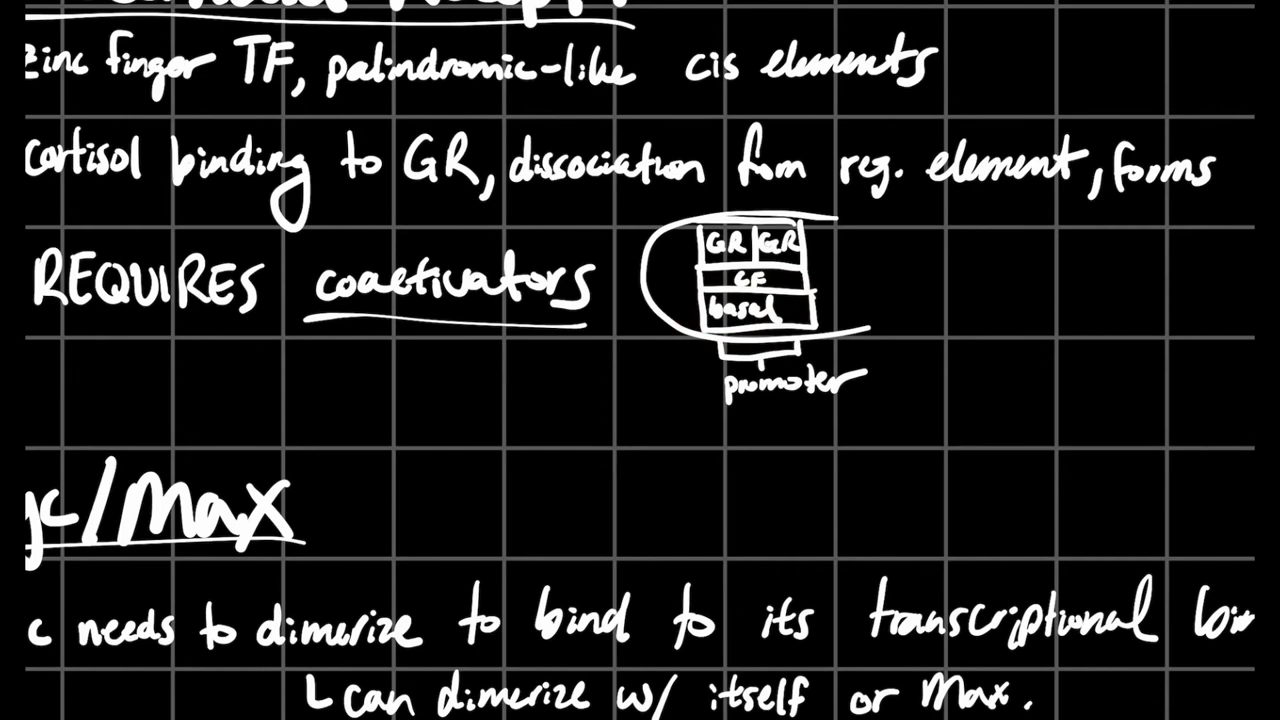 zinc finger TF, palindromic-like cis elements
cortisol binding to GR, dissociation from reg. element, forms
REQUIRES coactivators
GR GR
CF
basal
promoter
yc/Max
c needs to dimerize to bind to its transcriptional
↳ can dimerize w/ itself or Max.